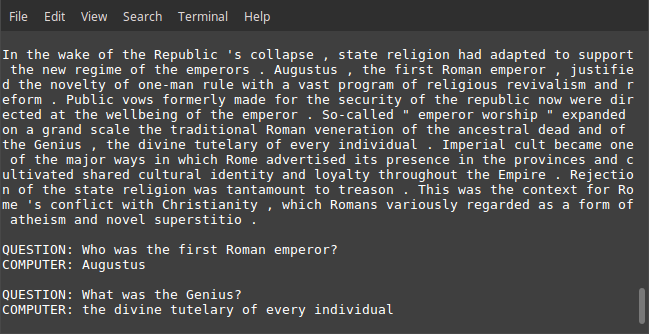 File Edit View Search Terminal Help
In the wake of the Republic 's collapse , state religion had adapted to support
 the new regime of the emperors . Augustus , the first Roman emperor , justifie
d the novelty of one-man rule with a vast program of religious revivalism and r
eform . Public vows formerly made for the security of the republic now were dir
ected at the wellbeing of the emperor . So-called " emperor worship " expanded
on a grand scale the traditional Roman veneration of the ancestral dead and of
the Genius , the divine tutelary of every individual . Imperial cult became one
 of the major ways in which Rome advertised its presence in the provinces and c
ultivated shared cultural identity and loyalty throughout the Empire . Rejectio
n of the state religion was tantamount to treason . This was the context for Ro
me 's conflict with Christianity , which Romans variously regarded as a form of
 atheism and novel superstitio .
QUESTION: Who was the first Roman emperor?
COMPUTER: Augustus
QUESTION: What was the Genius?
COMPUTER: the divine tutelary of every individual